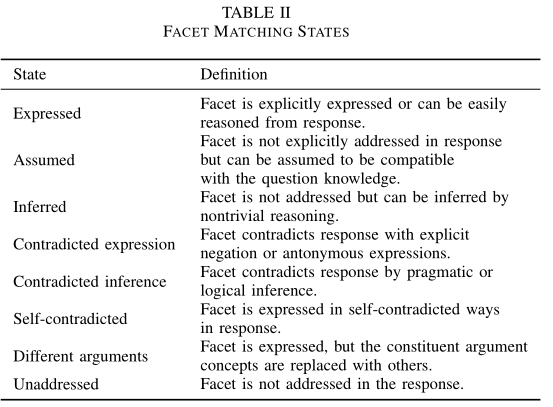 TABLE II
FACET MATCHING STATES
State Definition
Expressed Facet is explicitly expressed or can be easily
reasoned from response.
Assumed Facet is not explicitly addressed in response
but can be assumed to be compatible
with the question knowledge.
Inferred Facet is not addressed but can be inferred by
nontrivial reasoning.
Contradicted expression Facet contradicts response with explicit
negation or antonymous expressions.
Contradicted inference Facet contradicts response by pragmatic or
logical inference.
Self-contradicted Facet is expressed in self-contradicted ways
in response.
Different arguments Facet is expressed, but the constituent argument
concepts are replaced with others.
Unaddressed Facet is not addressed in the response.